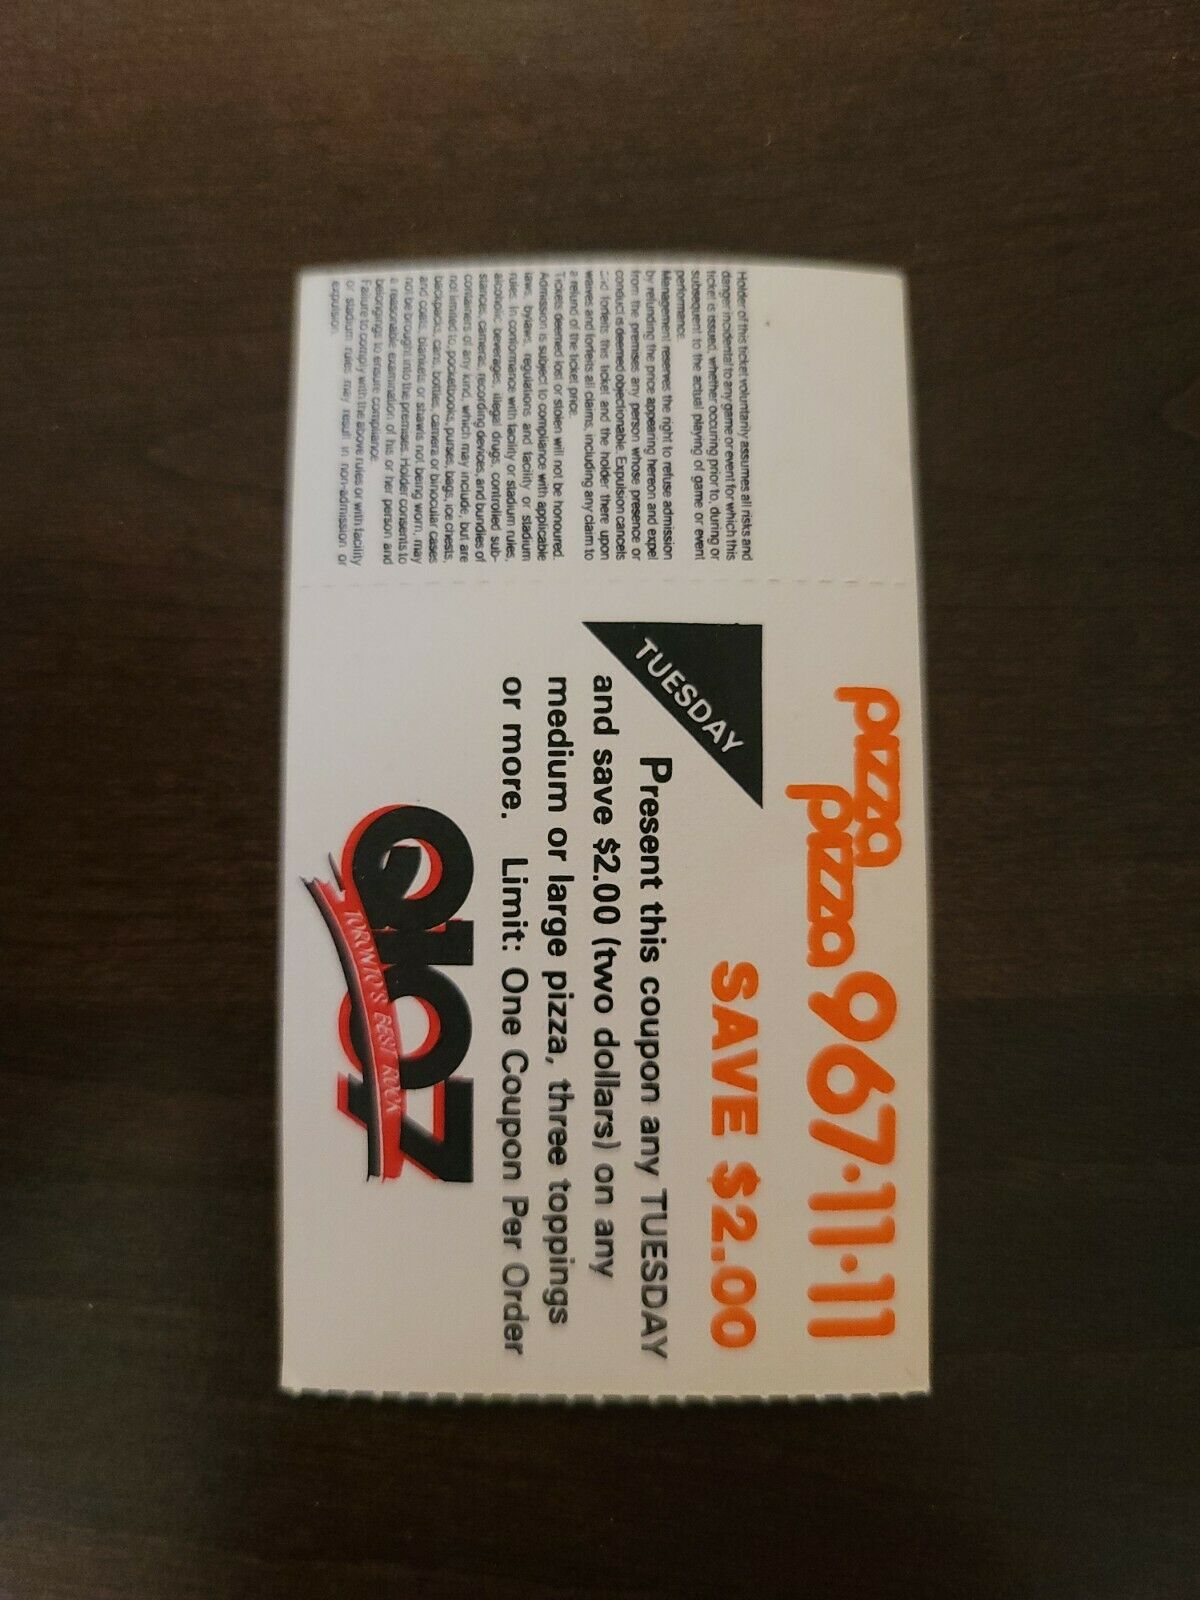 Holder of this ticket voluntarily assumes all risks and
danger incidental to any game or event for which this
ticket is issued, whether occuring prior to, during or
subsequent to the actual playing of game or event
performance.
Management reserves the right to refuse admission
by refunding the price appearing hereon and expel
from the premises any person whose presence or
conduct is deemed objectionable. Expulsion cancels
and forfeits this ticket and the holder there upon
waives and forfeits all claims, including any claim to
a refund of the ticket price.
Tickets deemed lost or stolen will not be honoured.
Admission is subject to compliance with applicable
laws, bylaws, regulations and facility or stadium
rules. In conformance with facility or stadium rules,
alcoholic beverages, illegal drugs, controlled sub-
stances, cameras, recording devices, and bundles of
containers of any kind, which may include, but are
not limited to, pocketbooks, purses, bags, ice chests,
backpacks, cans, bottles, camera or binocular cases
and coats, blankets or shawls not being worn, may
not be brought into the premises. Holder consents to
a reasonable examination of his or her person and
belongings to ensure compliance.
Failure to comply with the above rules or with facility
or stadium rules may result in non-admission or
expulsion.
pizza
pizza 967·11·11
SAVE $2.00
TUESDAY
Present this coupon any TUESDAY
and save $2.00 (two dollars) on any
medium or large pizza, three toppings
or more. Limit: One Coupon Per Order
Q107
TORONTO'S BEST ROCK